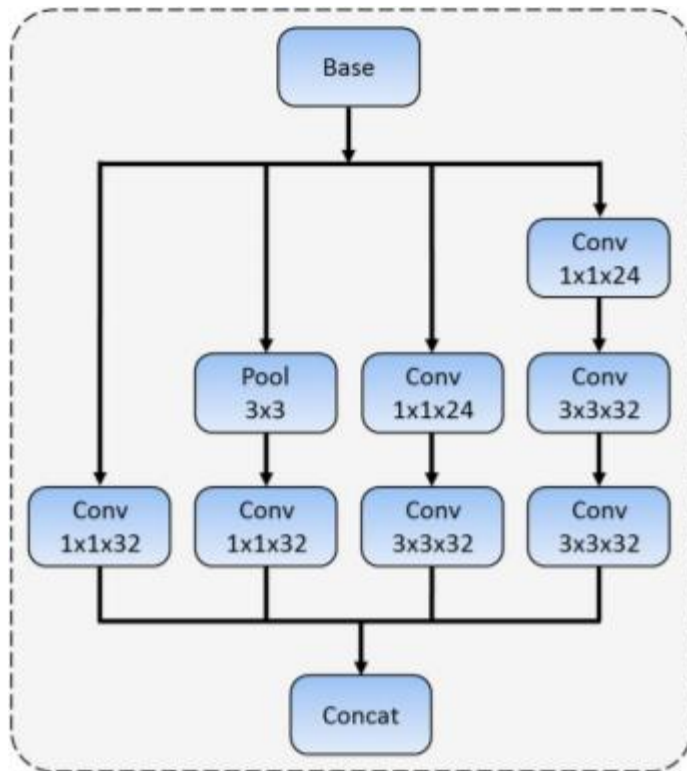 Base
Conv
1x1x24
Pool
3x3
Conv
1x1x24
Conv
3x3x32
Conv
1x1x32
Conv
1x1x32
Conv
3x3x32
Conv
3x3x32
Concat